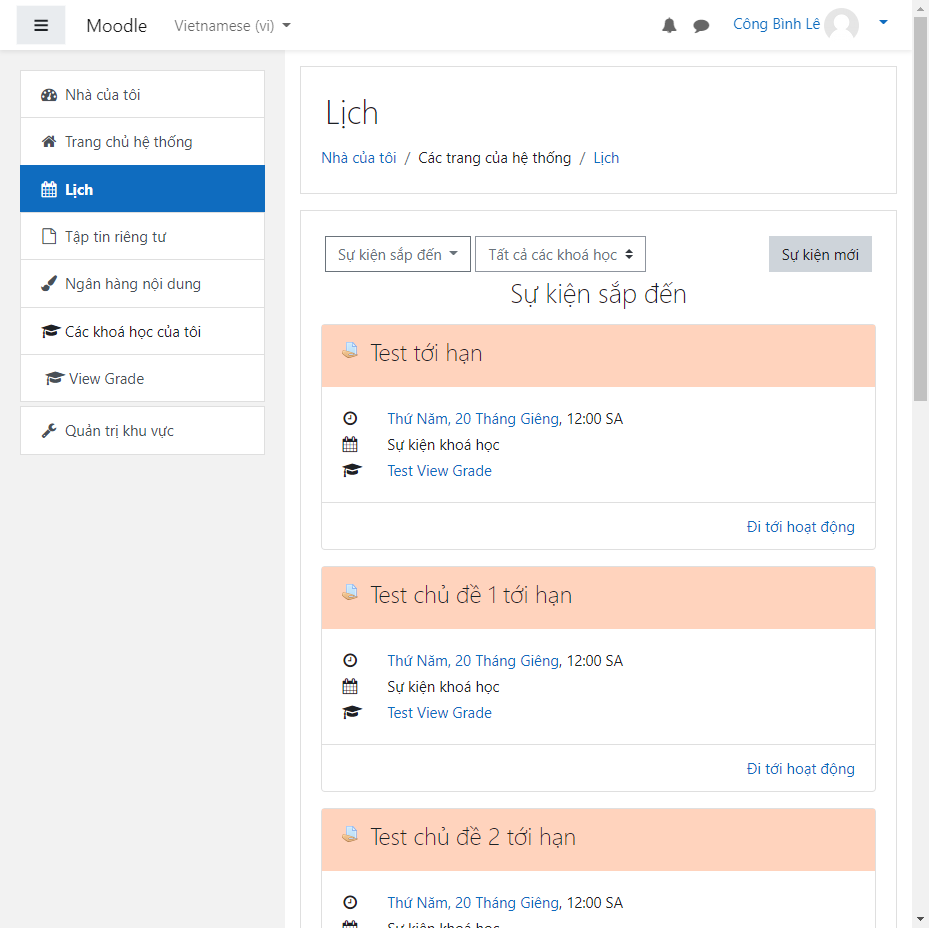 Moodle Vietnamese (vi) Công Bình Lê
Nhà của tôi
Trang chủ hệ thống
Lịch
Tập tin riêng tư
Ngân hàng nội dung
Các khoá học của tôi
View Grade
Quản trị khu vực
Lịch
Nhà của tôi / Các trang của hệ thống / Lịch
Sự kiện sắp đến Tất cả các khoá học Sự kiện mới
Sự kiện sắp đến
Test tới hạn
Thứ Năm, 20 Tháng Giêng, 12:00 SA
Sự kiện khoá học
Test View Grade
Đi tới hoạt động
Test chủ đề 1 tới hạn
Thứ Năm, 20 Tháng Giêng, 12:00 SA
Sự kiện khoá học
Test View Grade
Đi tới hoạt động
Test chủ đề 2 tới hạn
Thứ Năm, 20 Tháng Giêng, 12:00 SA
Sự kiện khoá học